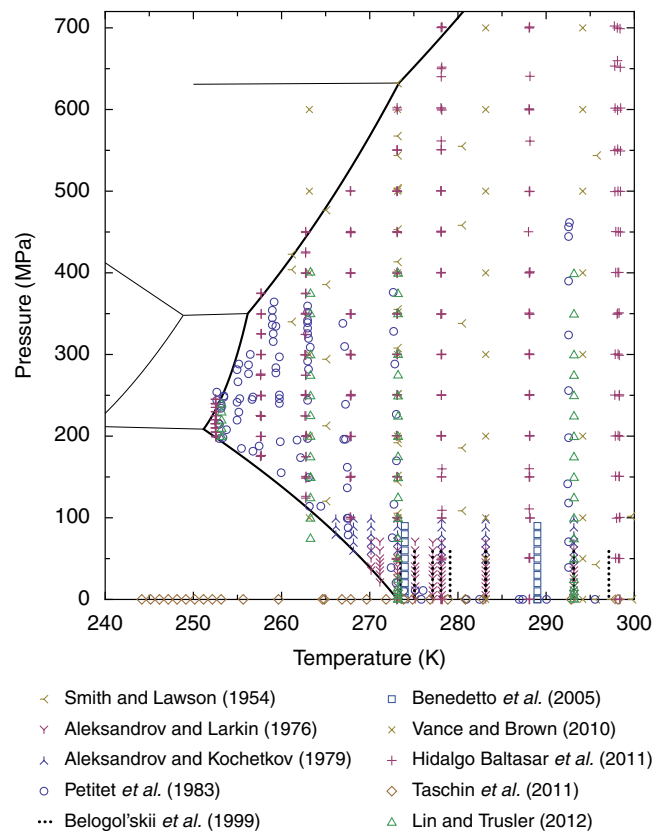 700
600
500
400
300
200
100
0
Pressure (MPa)
240
250
260
270
280
290
300
Temperature (K)
Smith and Lawson (1954)
Aleksandrov and Larkin (1976)
Aleksandrov and Kochetkov (1979)
Petitet et al. (1983)
Belogol'skii et al. (1999)
Benedetto et al. (2005)
Vance and Brown (2010)
Hidalgo Baltasar et al. (2011)
Taschin et al. (2011)
Lin and Trusler (2012)